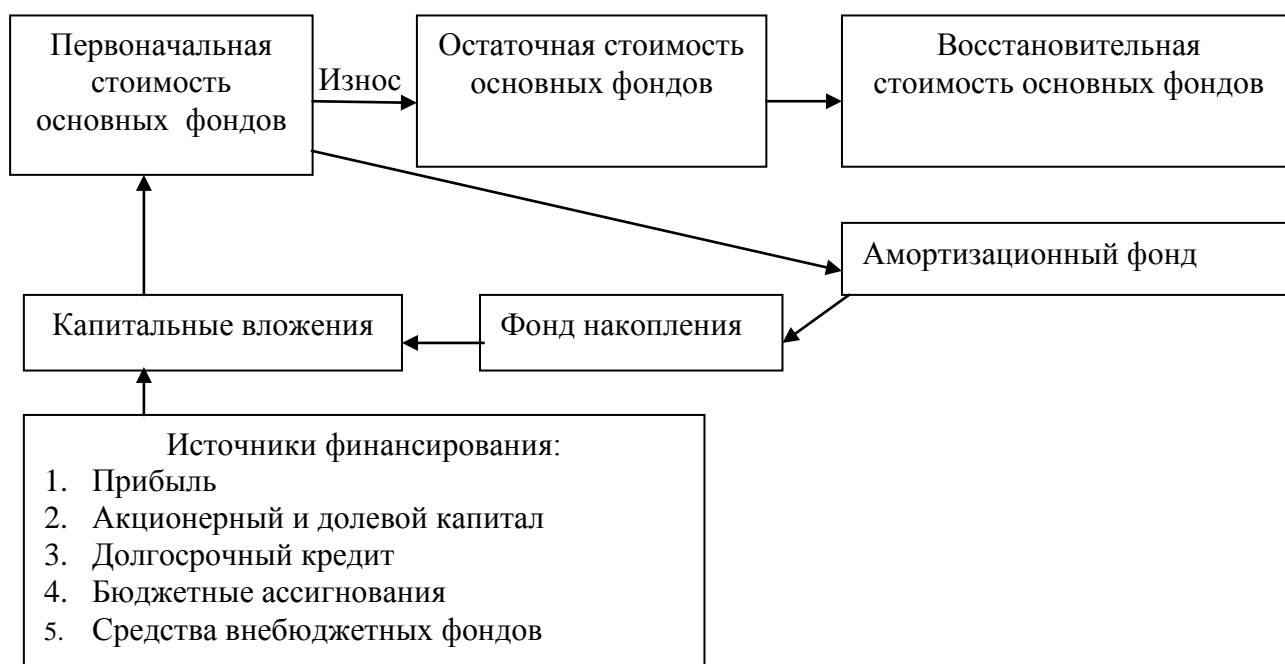 Первоначальная
стоимость
основных фондов
Износ
Остаточная стоимость
основных фондов
Восстановительная
стоимость основных фондов
Амортизационный фонд
Капитальные вложения
Фонд накопления
Источники финансирования:
1. Прибыль
2. Акционерный и долевой капитал
3. Долгосрочный кредит
4. Бюджетные ассигнования
5. Средства внебюджетных фондов